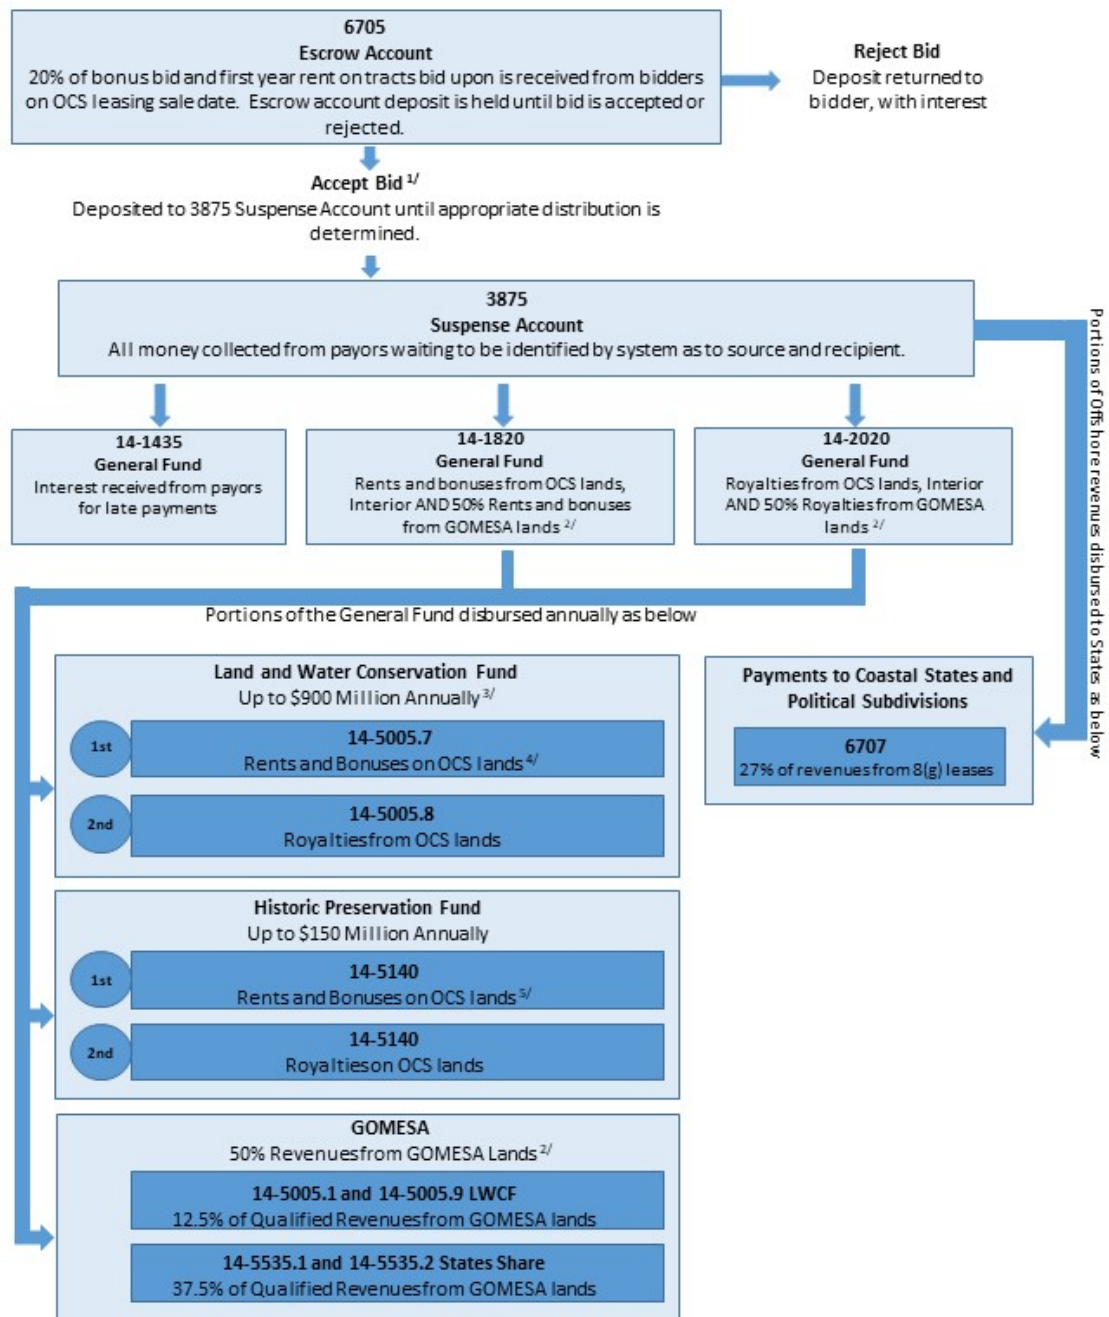 6705
Escrow Account
20% of bonus bid and first year rent on tracts bid upon is received from bidders
on OCS leasing sale date. Escrow account deposit is held until bid is accepted or
rejected.
Reject Bid
Deposit returned to
bidder, with interest
Accept Bid 1/
Deposited to 3875 Suspense Account until appropriate distribution is
determined.
3875
Suspense Account
All money collected from payors waiting to be identified by system as to source and recipient.
Portions of Offshore revenues disbursed to States as below
14-1435
General Fund
Interest received from payors
for late payments
14-1820
General Fund
Rents and bonuses from OCS lands,
Interior AND 50% Rents and bonuses
from GOMESA lands 2/
14-2020
General Fund
Royalties from OCS lands, Interior
AND 50% Royalties from GOMESA
lands 2/
Portions of the General Fund disbursed annually as below
Land and Water Conservation Fund
Up to $900 Million Annually 3/
1st
14-5005.7
Rents and Bonuses on OCS lands 4/
2nd
14-5005.8
Royalties from OCS lands
Payments to Coastal States and
Political Subdivisions
6707
27% of revenues from 8(g) leases
Historic Preservation Fund
Up to $150 Million Annually
1st
14-5140
Rents and Bonuses on OCS lands 5/
2nd
14-5140
Royalties on OCS lands
GOMESA
50% Revenues from GOMESA Lands 2/
14-5005.1 and 14-5005.9 LWCF
12.5% of Qualified Revenues from GOMESA lands
14-5535.1 and 14-5535.2 States Share
37.5% of Qualified Revenues from GOMESA lands